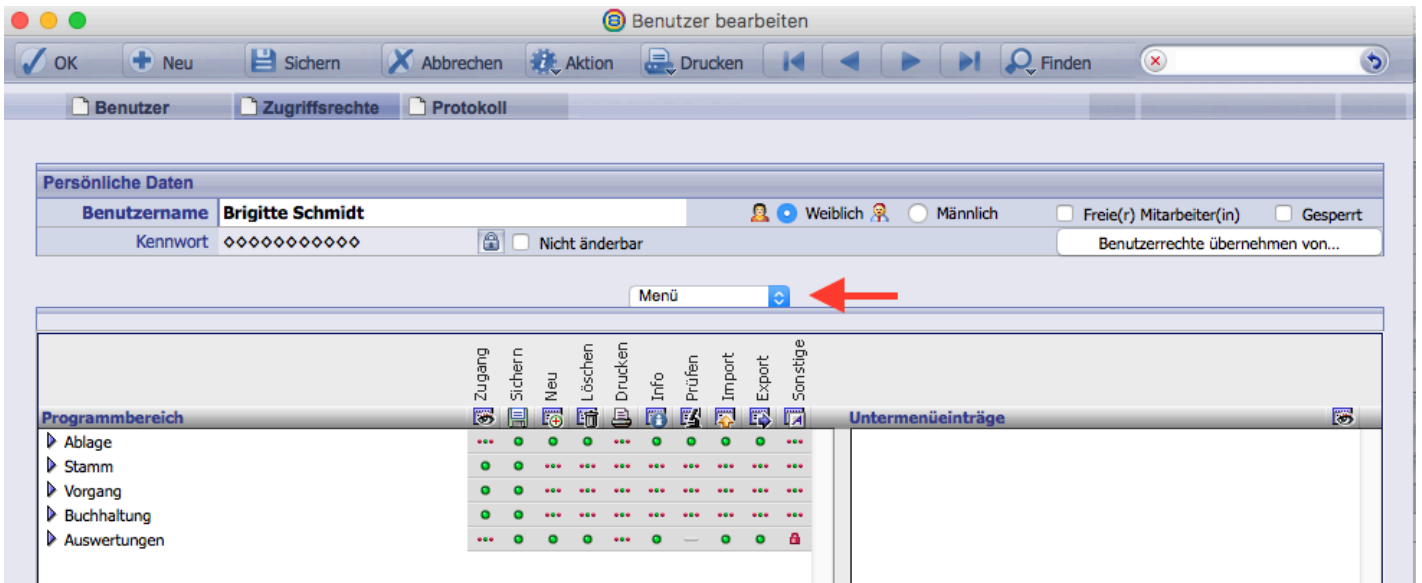 Benutzer bearbeiten
OK Neu Sichern Abbrechen Aktion Drucken Finden
Benutzer Zugriffsrechte Protokoll
Persönliche Daten
Benutzername Brigitte Schmidt Weiblich Männlich Freie(r) Mitarbeiter(in) Gesperrt
Kennwort ◇◇◇◇◇◇◇◇◇◇◇ Nicht änderbar Benutzerrechte übernehmen von...
Menü
Zugang Sichern Neu Löschen Drucken Info Prüfen Import Export Sonstige
Programmbereich Untermenüeinträge
Ablage
Stamm
Vorgang
Buchhaltung
Auswertungen